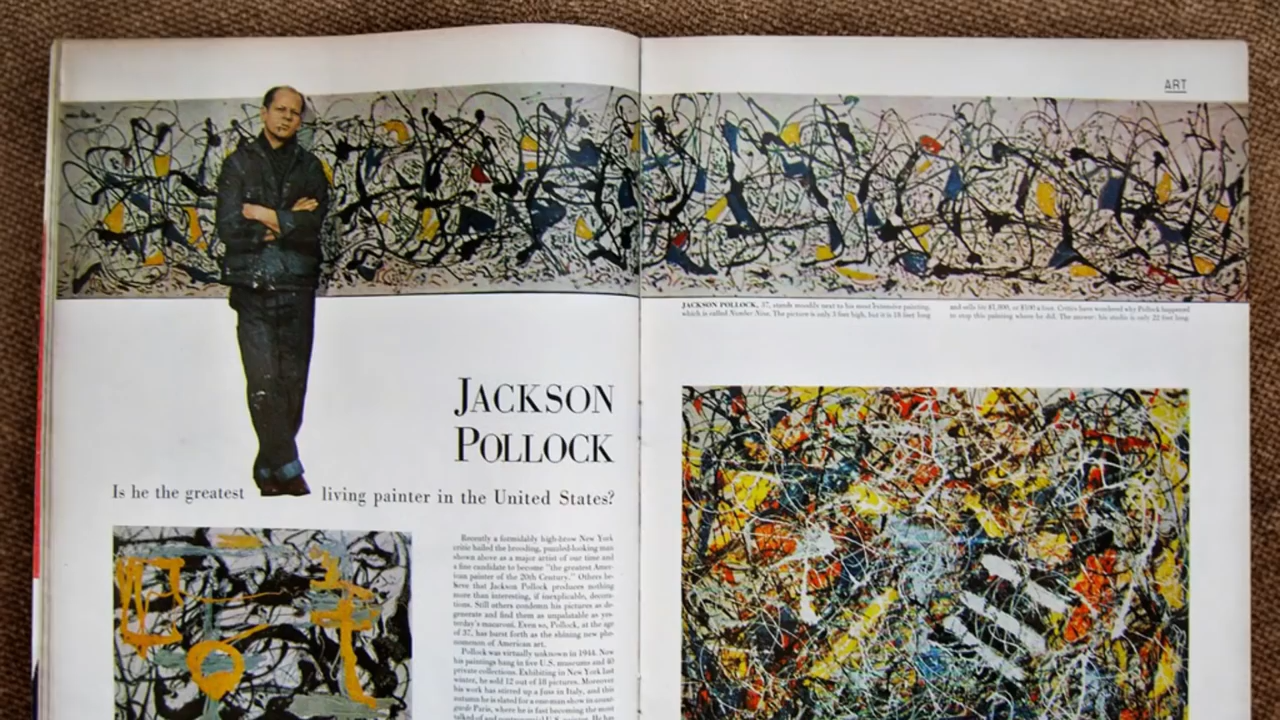 ART
JACKSON POLLOCK, 37, stands moodily next to his most extensive painting,
which is called Number Nine. The picture is only 3 feet high, but it is 18 feet long
and sells for $1,800, or $100 a foot. Critics have wondered why Pollock happened
to stop this painting where he did. The answer: his studio is only 22 feet long.
JACKSON
POLLOCK
Is he the greatest living painter in the United States?
Recently a formidably high-brow New York
critic hailed the brooding, puzzled-looking man
shown above as a major artist of our time and
a fine candidate to become "the greatest Amer-
ican painter of the 20th Century." Others be-
lieve that Jackson Pollock produces nothing
more than interesting, if inexplicable, decora-
tions. Still others condemn his pictures as de-
generate and find them as unpalatable as yes-
terday's macaroni. Even so, Pollock, at the age
of 37, has burst forth as the shining new phe-
nomenon of American art.
Pollock was virtually unknown in 1944. Now
his paintings hang in five U.S. museums and 40
private collections. Exhibiting in New York last
winter, he sold 12 out of 18 pictures. Moreover
his work has stirred up a fuss in Italy, and this
autumn he is slated for a one-man show in avant-
garde Paris, where he is fast becoming the most
talked-of and controversial U.S. painter. He has